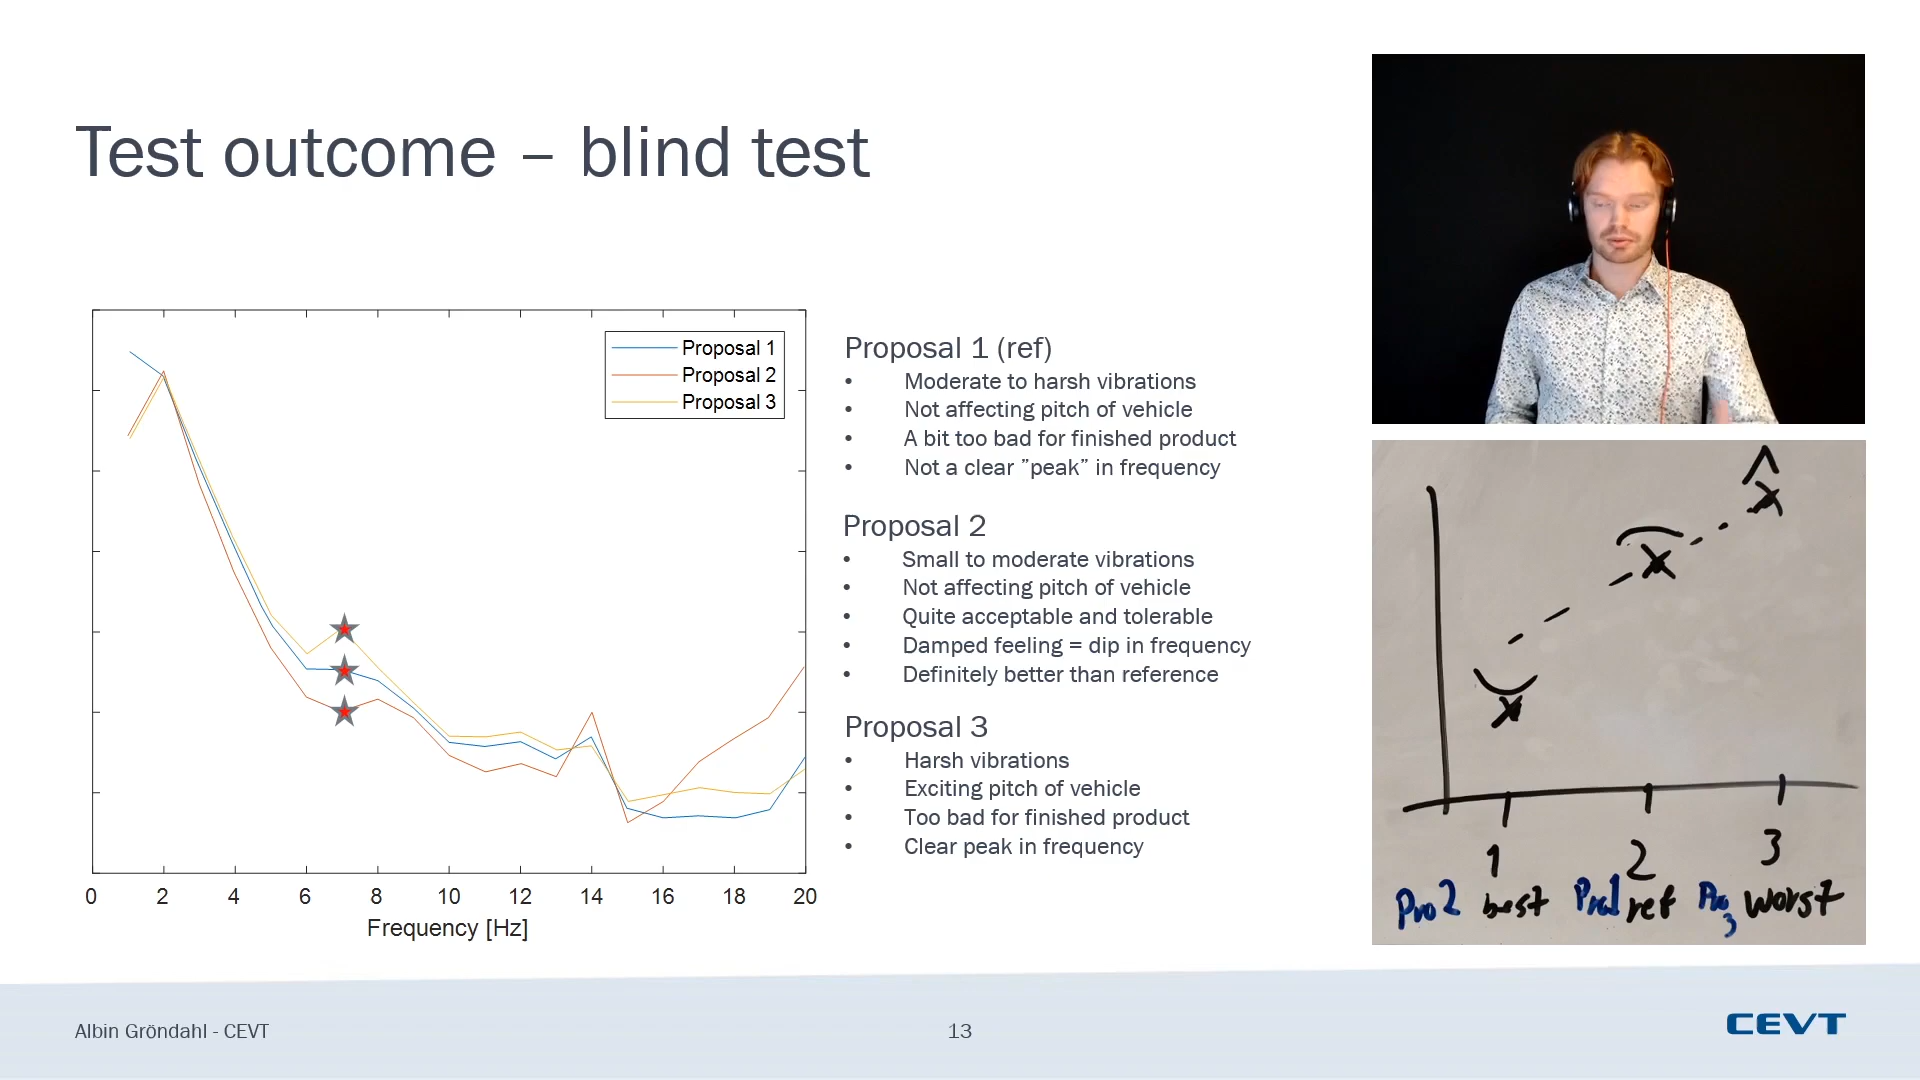 Test outcome – blind test
Proposal 1
Proposal 2
Proposal 3
0 2 4 6 8 10 12 14 16 18 20
Frequency [Hz]
Proposal 1 (ref)
• Moderate to harsh vibrations
• Not affecting pitch of vehicle
• A bit too bad for finished product
• Not a clear ”peak” in frequency
Proposal 2
• Small to moderate vibrations
• Not affecting pitch of vehicle
• Quite acceptable and tolerable
• Damped feeling = dip in frequency
• Definitely better than reference
Proposal 3
• Harsh vibrations
• Exciting pitch of vehicle
• Too bad for finished product
• Clear peak in frequency
1 2 3
Pro2 best Pro1 ref Pro3 worst
Albin Gröndahl - CEVT
13
CEVT